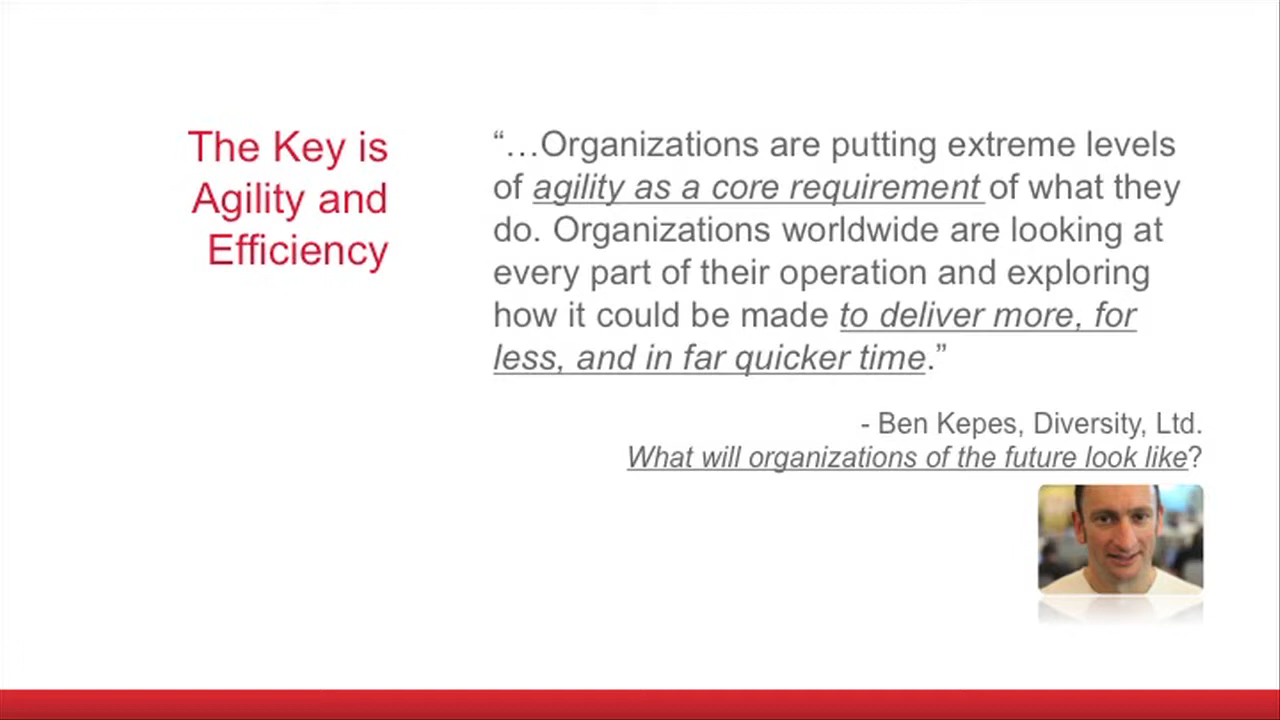 The Key is
Agility and
Efficiency
“…Organizations are putting extreme levels
of agility as a core requirement of what they
do. Organizations worldwide are looking at
every part of their operation and exploring
how it could be made to deliver more, for
less, and in far quicker time.”
- Ben Kepes, Diversity, Ltd.
What will organizations of the future look like?